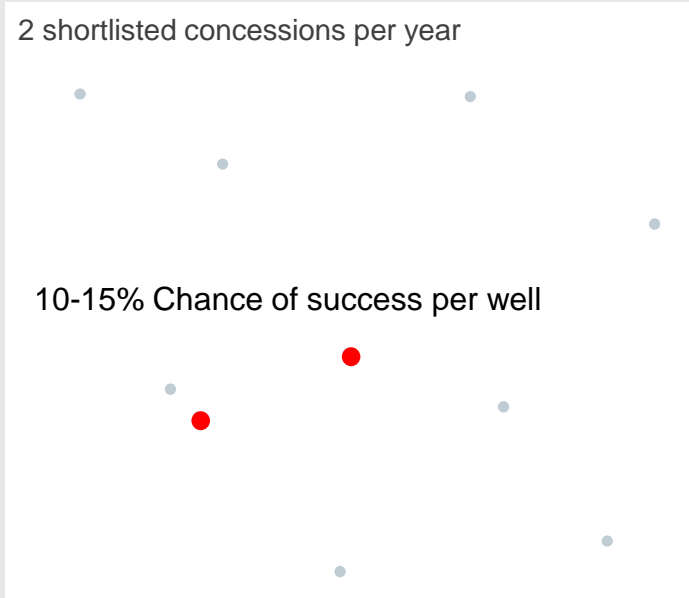 2 shortlisted concessions per year
10-15% Chance of success per well